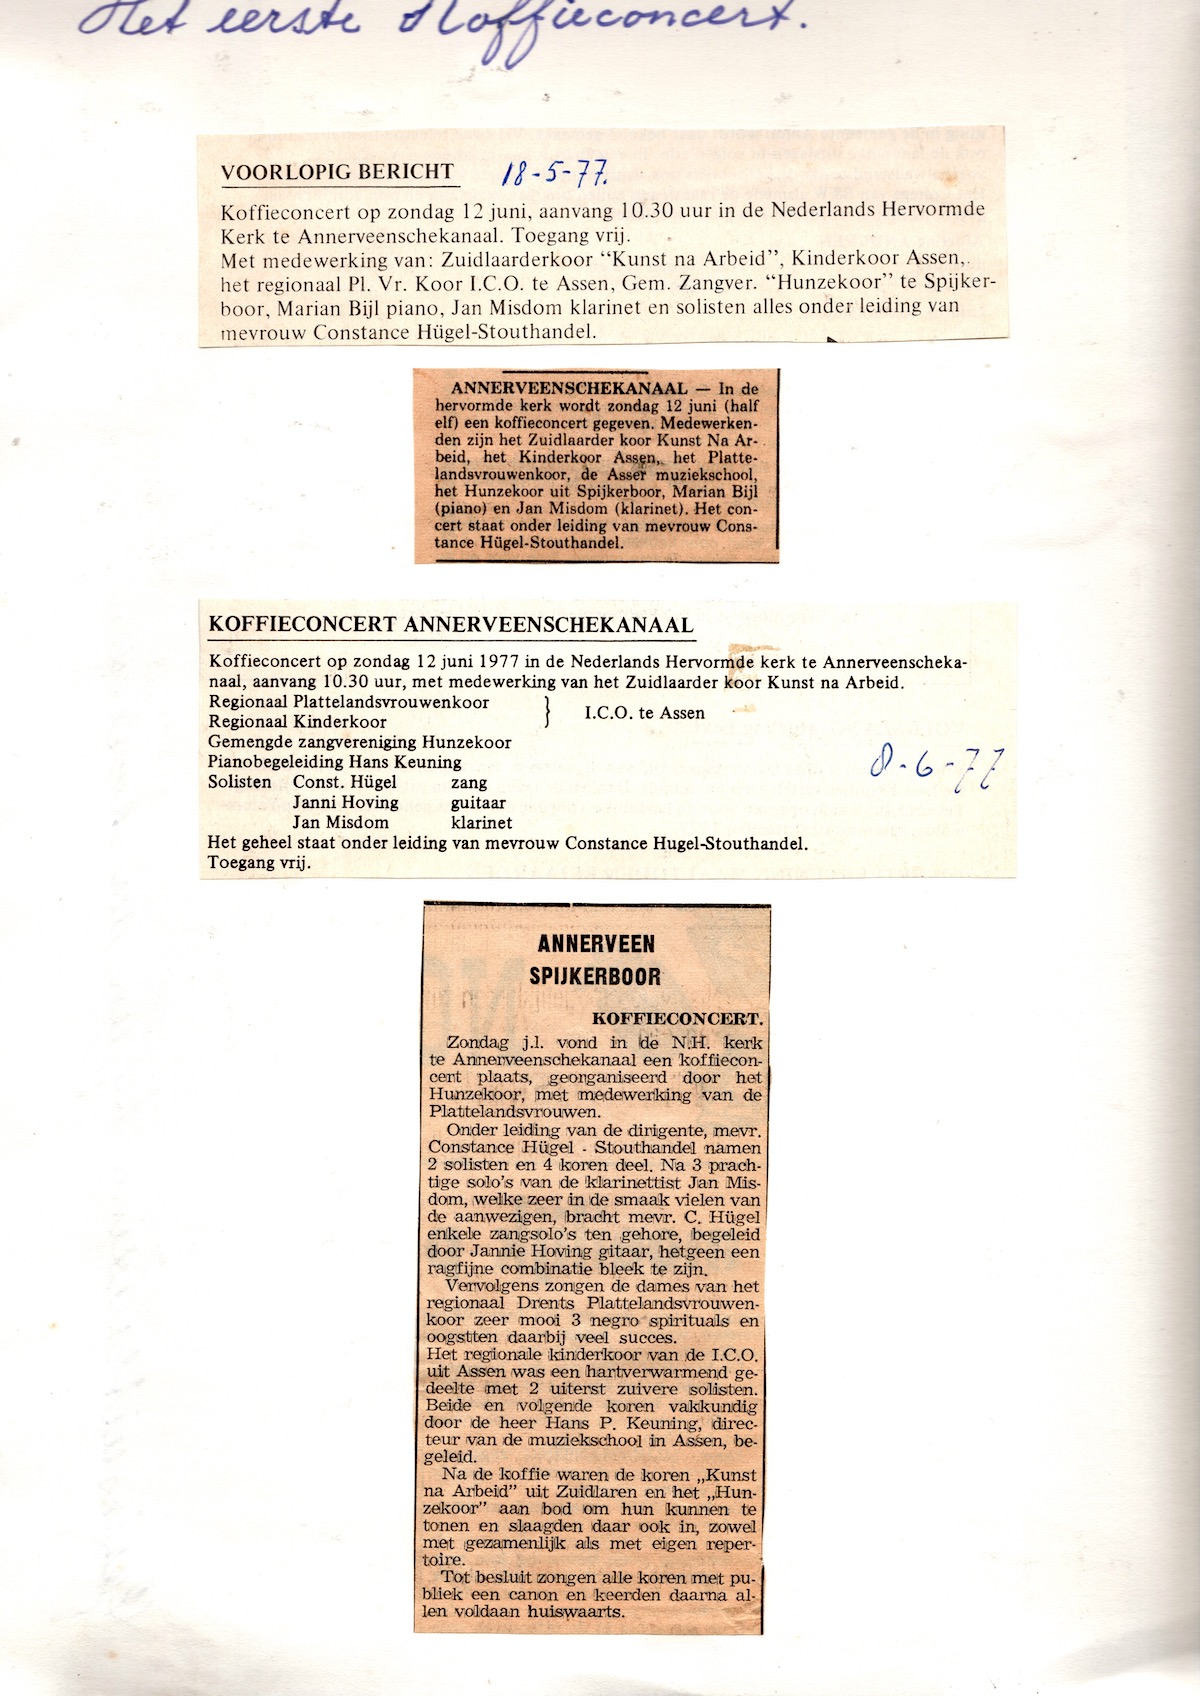 Het eerste Koffieconcert.
VOORLOPIG BERICHT 18-5-77.
Koffieconcert op zondag 12 juni, aanvang 10.30 uur in de Nederlands Hervormde
Kerk te Annerveenschekanaal. Toegang vrij.
Met medewerking van: Zuidlaarderkoor “Kunst na Arbeid”, Kinderkoor Assen,
het regionaal Pl. Vr. Koor I.C.O. te Assen, Gem. Zangver. “Hunzekoor” te Spijker-
boor, Marian Bijl piano, Jan Misdom klarinet en solisten alles onder leiding van
mevrouw Constance Hügel-Stouthandel.
ANNERVEENSCHEKANAAL — In de
hervormde kerk wordt zondag 12 juni (half
elf) een koffieconcert gegeven. Medewerken-
den zijn het Zuidlaarder koor Kunst Na Ar-
beid, het Kinderkoor Assen, het Platte-
landsvrouwenkoor, de Asser muziekschool,
het Hunzekoor uit Spijkerboor, Marian Bijl
(piano) en Jan Misdom (klarinet). Het con-
cert staat onder leiding van mevrouw Cons-
tance Hügel-Stouthandel.
KOFFIECONCERT ANNERVEENSCHEKANAAL
Koffieconcert op zondag 12 juni 1977 in de Nederlands Hervormde kerk te Annerveenscheka-
naal, aanvang 10.30 uur, met medewerking van het Zuidlaarder koor Kunst na Arbeid.
Regionaal Plattelandsvrouwenkoor
Regionaal Kinderkoor } I.C.O. te Assen
Gemengde zangvereniging Hunzekoor
Pianobegeleiding Hans Keuning 8-6-77
Solisten Const. Hügel zang
Janni Hoving guitaar
Jan Misdom klarinet
Het geheel staat onder leiding van mevrouw Constance Hugel-Stouthandel.
Toegang vrij.
ANNERVEEN
SPIJKERBOOR
KOFFIECONCERT.
Zondag j.l. vond in de N.H. kerk
te Annerveenschekanaal een koffiecon-
cert plaats, georganiseerd door het
Hunzekoor, met medewerking van de
Plattelandsvrouwen.
Onder leiding van de dirigente, mevr.
Constance Hügel - Stouthandel namen
2 solisten en 4 koren deel. Na 3 prach-
tige solo's van de klarinettist Jan Mis-
dom, welke zeer in de smaak vielen van
de aanwezigen, bracht mevr. C. Hügel
enkele zangsolo's ten gehore, begeleid
door Jannie Hoving gitaar, hetgeen een
ragfijne combinatie bleek te zijn.
Vervolgens zongen de dames van het
regionaal Drents Plattelandsvrouwen-
koor zeer mooi 3 negro spirituals en
oogstten daarbij veel succes.
Het regionale kinderkoor van de I.C.O.
uit Assen was een hartverwarmend ge-
deelte met 2 uiterst zuivere solisten.
Beide en volgende koren vakkundig
door de heer Hans P. Keuning, direc-
teur van de muziekschool in Assen, be-
geleid.
Na de koffie waren de koren „Kunst
na Arbeid” uit Zuidlaren en het „Hun-
zekoor” aan bod om hun kunnen te
tonen en slaagden daar ook in, zowel
met gezamenlijk als met eigen reper-
toire.
Tot besluit zongen alle koren met pu-
bliek een canon en keerden daarna al-
len voldaan huiswaarts.